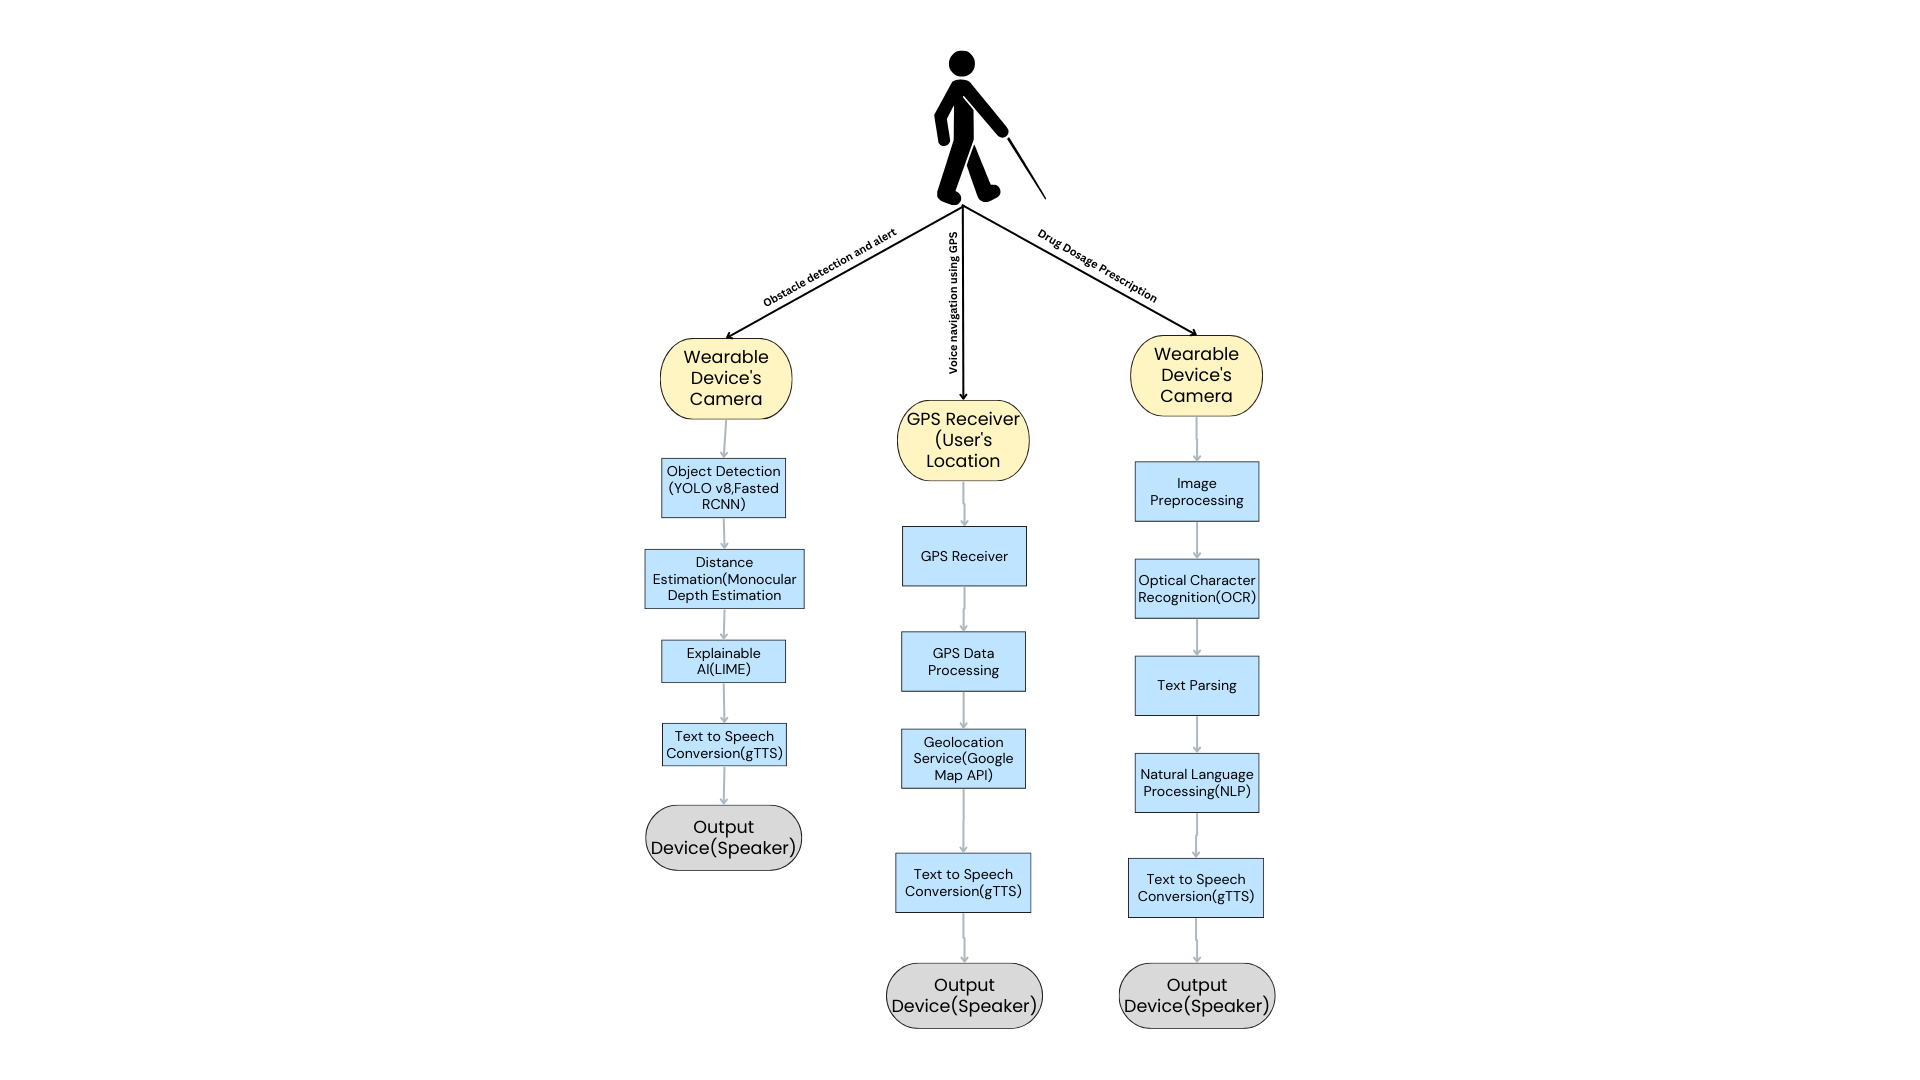 Obstacle detection and alert
Voice navigation using GPS
Drug Dosage Prescription
Wearable
Device's
Camera
Object Detection
(YOLO v8,Fasted
RCNN)
Distance
Estimation(Monocular
Depth Estimation
Explainable
AI(LIME)
Text to Speech
Conversion(gTTS)
Output
Device(Speaker)
GPS Receiver
(User's
Location
GPS Receiver
GPS Data
Processing
Geolocation
Service(Google
Map API)
Text to Speech
Conversion(gTTS)
Output
Device(Speaker)
Wearable
Device's
Camera
Image
Preprocessing
Optical Character
Recognition(OCR)
Text Parsing
Natural Language
Processing(NLP)
Text to Speech
Conversion(gTTS)
Output
Device(Speaker)